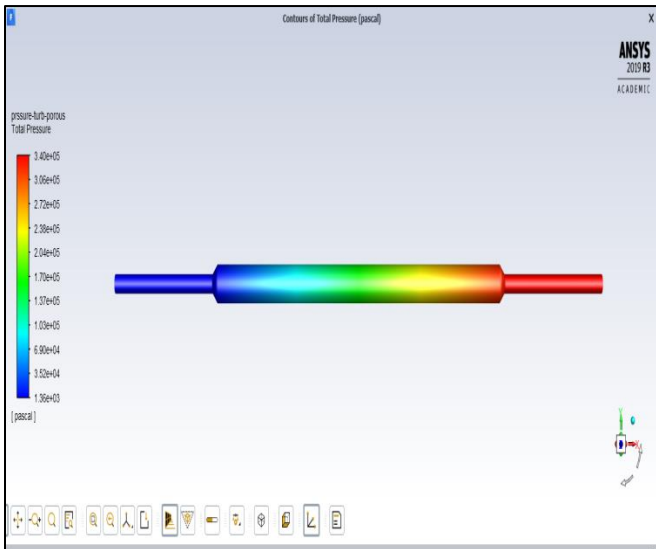 Contours of Total Pressure (pascal)
X
ANSYS
2019 R3
ACADEMIC
prssure-turb-porous
Total Pressure
3.40e+05
3.06e+05
2.72e+05
2.38e+05
2.04e+05
1.70e+05
1.37e+05
1.03e+05
6.90e+04
3.52e+04
1.36e+03
[ pascal ]